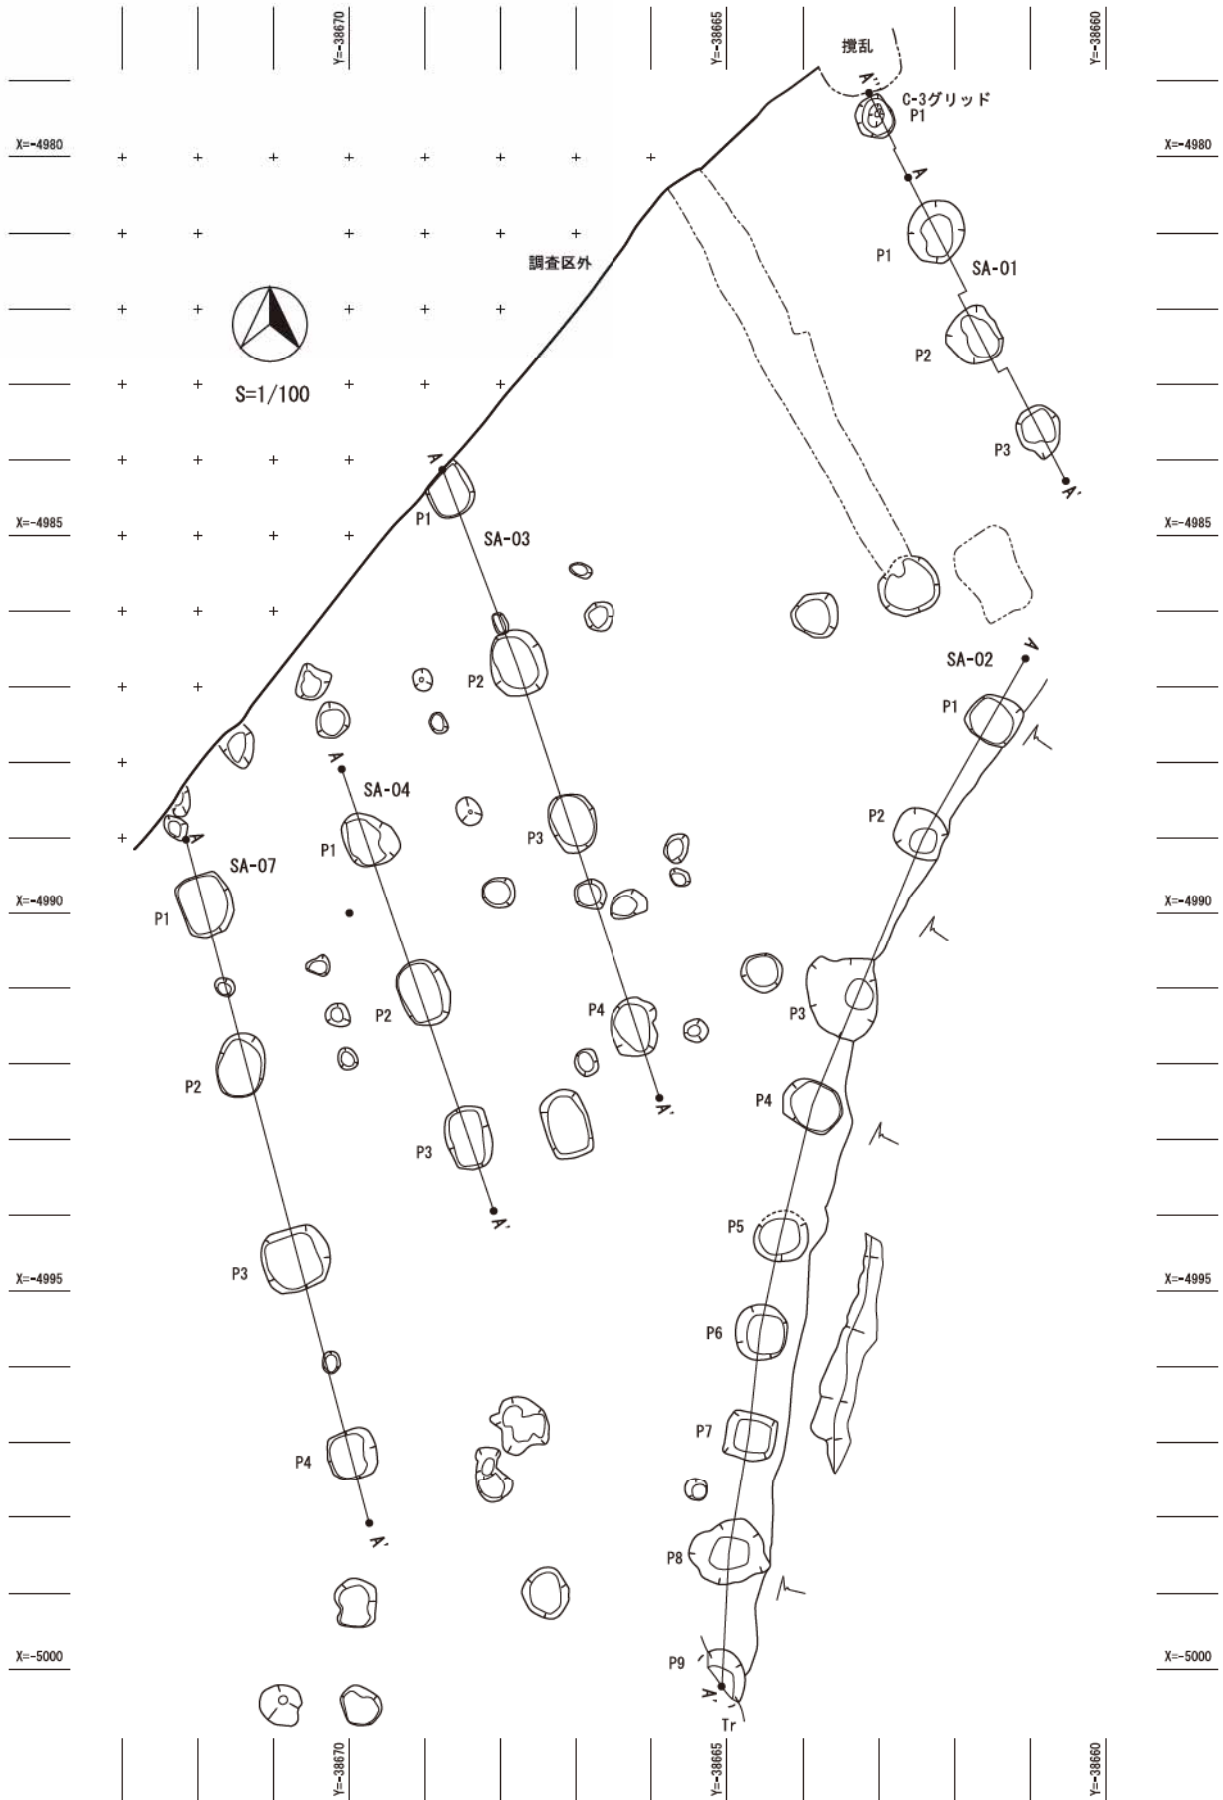 Y=-38670
Y=-38665
Y=-38660
撹乱
A''
C-3グリッド
P1
X=-4980
X=-4980
A
P1
SA-01
調査区外
P2
S=1/100
P3
A'
A
P1
SA-03
X=-4985
X=-4985
SA-02
A
P2
P1
A
SA-04
P2
P1
P3
A
SA-07
P1
X=-4990
X=-4990
P2
P4
P3
P2
P4
A'
P3
A'
P5
P3
X=-4995
X=-4995
P6
P7
P4
A'
P8
P9
X=-5000
X=-5000
A'
Tr
Y=-38670
Y=-38665
Y=-38660